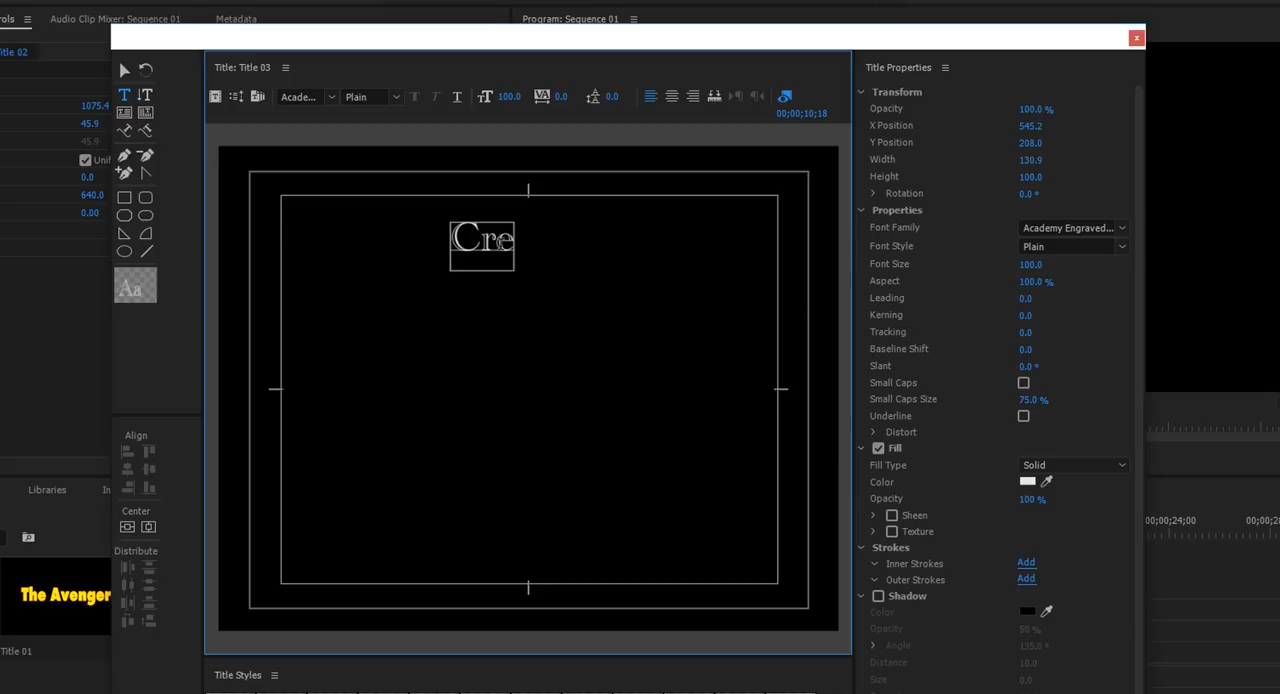 ols Audio Clip Mixer: Sequence 01 Metadata Program: Sequence 01
itle 02
1075.4
45.9
45.9
Unif
0.0
640.0
0.00
Aa
Align
Center
Distribute
Libraries In
The Avenger
Title 01
Title: Title 03
Acade... Plain T T T 100.0 VA 0.0 0.0
00;00;10;18
Cre
Title Styles
Title Properties
Transform
Opacity 100.0 %
X Position 545.2
Y Position 208.0
Width 130.9
Height 100.0
Rotation 0.0 °
Properties
Font Family Academy Engraved...
Font Style Plain
Font Size 100.0
Aspect 100.0 %
Leading 0.0
Kerning 0.0
Tracking 0.0
Baseline Shift 0.0
Slant 0.0 °
Small Caps
Small Caps Size 75.0 %
Underline
Distort
Fill
Fill Type Solid
Color
Opacity 100 %
Sheen
Texture
Strokes
Inner Strokes Add
Outer Strokes Add
Shadow
Color
Opacity 50 %
Angle 135.0 °
Distance 10.0
Size 0.0
00;00;24;00 00;00;28